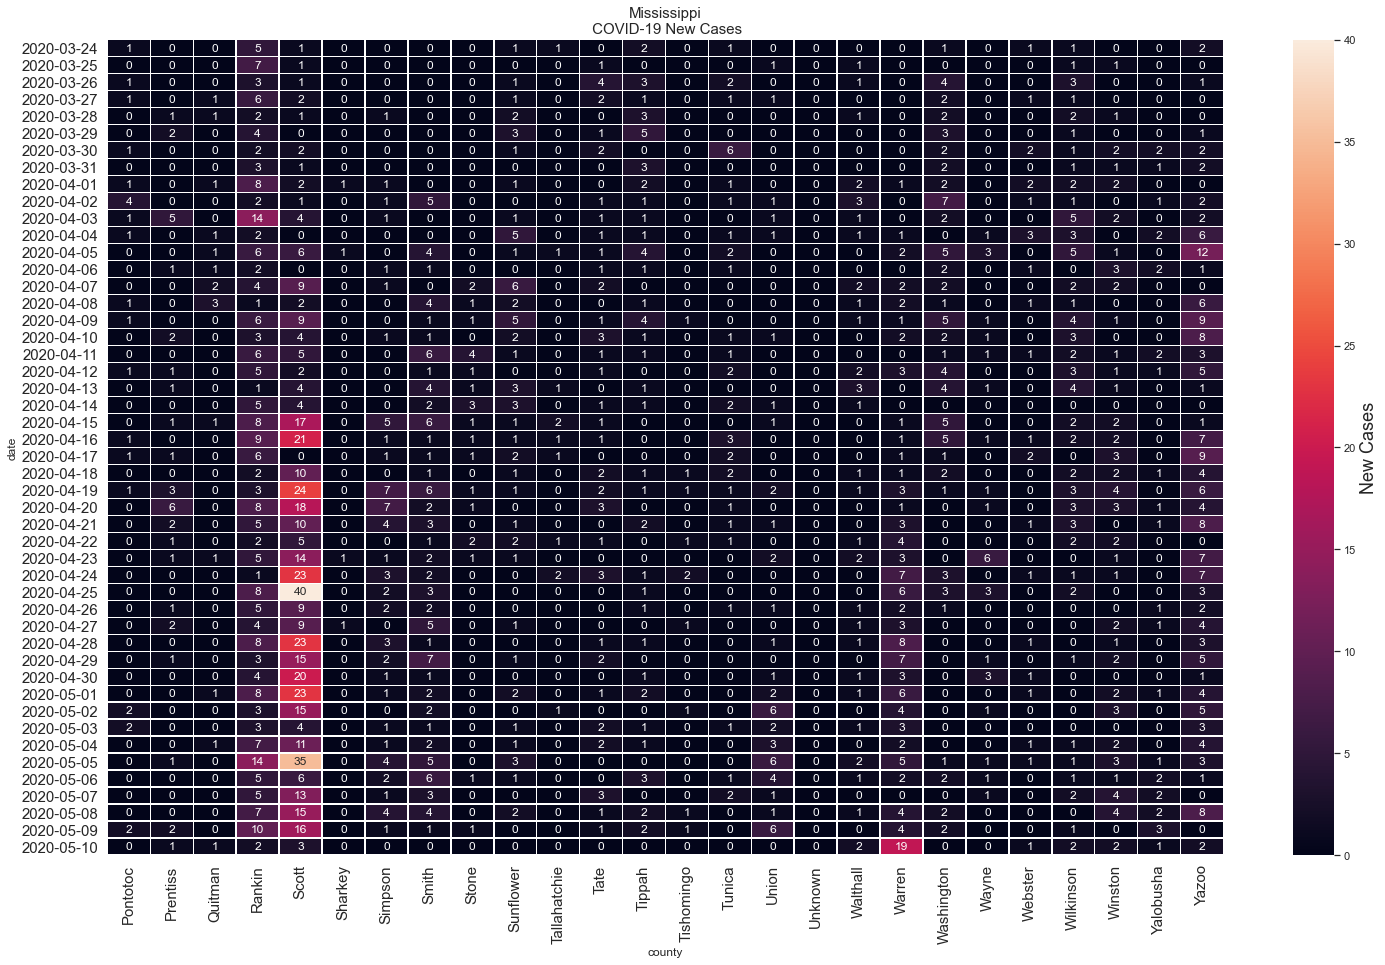 Mississippi
COVID-19 New Cases
2020-03-24 1 0 0 5 1 0 0 0 0 1 1 0 2 0 1 0 0 0 0 1 0 1 1 0 0 2
2020-03-25 0 0 0 7 1 0 0 0 0 0 0 1 0 0 0 1 0 1 0 0 0 0 1 1 0 0
2020-03-26 1 0 0 3 1 0 0 0 0 1 0 4 3 0 2 0 0 1 0 4 0 0 3 0 0 1
2020-03-27 1 0 1 6 2 0 0 0 0 1 0 2 1 0 1 1 0 0 0 2 0 1 1 0 0 0
2020-03-28 0 1 1 2 1 0 1 0 0 2 0 0 3 0 0 0 0 1 0 2 0 0 2 1 0 0
2020-03-29 0 2 0 4 0 0 0 0 0 3 0 1 5 0 0 0 0 0 0 3 0 0 1 0 0 1
2020-03-30 1 0 0 2 2 0 0 0 0 1 0 2 0 0 6 0 0 0 0 2 0 2 1 2 2 2
2020-03-31 0 0 0 3 1 0 0 0 0 0 0 0 3 0 0 0 0 0 0 2 0 0 1 1 1 2
2020-04-01 1 0 1 8 2 1 1 0 0 1 0 0 2 0 1 0 0 2 1 2 0 2 2 2 0 0
2020-04-02 4 0 0 2 1 0 1 5 0 0 0 1 1 0 1 1 0 3 0 7 0 1 1 0 1 2
2020-04-03 1 5 0 14 4 0 1 0 0 1 0 1 1 0 0 1 0 1 0 2 0 0 5 2 0 2
2020-04-04 1 0 1 2 0 0 0 0 0 5 0 1 1 0 1 1 0 1 1 0 1 3 3 0 2 6
2020-04-05 0 0 1 6 6 1 0 4 0 1 1 1 4 0 2 0 0 0 2 5 3 0 5 1 0 12
2020-04-06 0 1 1 2 0 0 1 1 0 0 0 1 1 0 1 0 0 0 0 2 0 1 0 3 2 1
2020-04-07 0 0 2 4 9 0 1 0 2 6 0 2 0 0 0 0 0 2 2 2 0 0 2 2 0 0
2020-04-08 1 0 3 1 2 0 0 4 1 2 0 0 1 0 0 0 0 1 2 1 0 1 1 0 0 6
2020-04-09 1 0 0 6 9 0 0 1 1 5 0 1 4 1 0 0 0 1 1 5 1 0 4 1 0 9
2020-04-10 0 2 0 3 4 0 1 1 0 2 0 3 1 0 1 1 0 0 2 2 1 0 3 0 0 8
2020-04-11 0 0 0 6 5 0 0 6 4 1 0 1 1 0 1 0 0 0 0 1 1 1 2 1 2 3
2020-04-12 1 1 0 5 2 0 0 1 1 0 0 1 0 0 2 0 0 2 3 4 0 0 3 1 1 5
2020-04-13 0 1 0 1 4 0 0 4 1 3 1 0 1 0 0 0 0 3 0 4 1 0 4 1 0 1
2020-04-14 0 0 0 5 4 0 0 2 3 3 0 1 1 0 2 1 0 1 0 0 0 0 0 0 0 0
2020-04-15 0 1 1 8 17 0 5 6 1 1 2 1 0 0 0 1 0 0 1 5 0 0 2 2 0 1
2020-04-16 1 0 0 9 21 0 1 1 1 1 1 1 0 0 3 0 0 0 1 5 1 1 2 2 0 7
2020-04-17 1 1 0 6 0 0 1 1 1 2 1 0 0 0 2 0 0 0 1 1 0 2 0 3 0 9
2020-04-18 0 0 0 2 10 0 0 1 0 1 0 2 1 1 2 0 0 1 1 2 0 0 2 2 1 4
2020-04-19 1 3 0 3 24 0 7 6 1 1 0 2 1 1 1 2 0 1 3 1 1 0 3 4 0 6
2020-04-20 0 6 0 8 18 0 7 2 1 0 0 3 0 0 1 0 0 0 1 0 1 0 3 3 1 4
2020-04-21 0 2 0 5 10 0 4 3 0 1 0 0 2 0 1 1 0 0 3 0 0 1 3 0 1 8
2020-04-22 0 1 0 2 5 0 0 1 2 2 1 1 0 1 1 0 0 1 4 0 0 0 2 2 0 0
2020-04-23 0 1 1 5 14 1 1 2 1 1 0 0 0 0 0 2 0 2 3 0 6 0 0 1 0 7
2020-04-24 0 0 0 1 23 0 3 2 0 0 2 3 1 2 0 0 0 0 7 3 0 1 1 1 0 7
2020-04-25 0 0 0 8 40 0 2 3 0 0 0 0 1 0 0 0 0 0 6 3 3 0 2 0 0 3
2020-04-26 0 1 0 5 9 0 2 2 0 0 0 0 1 0 1 1 0 1 2 1 0 0 0 0 1 2
2020-04-27 0 2 0 4 9 1 0 5 0 1 0 0 0 1 0 0 0 1 3 0 0 0 0 2 1 4
2020-04-28 0 0 0 8 23 0 3 1 0 0 0 1 1 0 0 1 0 1 8 0 0 1 0 1 0 3
2020-04-29 0 1 0 3 15 0 2 7 0 1 0 2 0 0 0 0 0 0 7 0 1 0 1 2 0 5
2020-04-30 0 0 0 4 20 0 1 1 0 0 0 0 1 0 0 1 0 1 3 0 3 1 0 0 0 1
2020-05-01 0 0 1 8 23 0 1 2 0 2 0 1 2 0 0 2 0 1 6 0 0 1 0 2 1 4
2020-05-02 2 0 0 3 15 0 0 0 0 0 1 0 0 1 0 6 0 0 4 0 1 0 0 3 0 5
2020-05-03 2 0 0 3 4 0 1 1 0 1 0 2 1 0 1 2 0 1 3 0 0 0 0 0 0 3
2020-05-04 0 0 1 7 11 0 1 2 0 1 0 2 1 0 0 3 0 0 2 0 0 1 1 2 0 4
2020-05-05 0 1 0 14 35 0 4 5 0 3 0 0 0 0 0 6 0 2 5 1 1 1 1 3 1 3
2020-05-06 0 0 0 5 6 0 2 6 1 1 0 0 3 0 1 4 0 1 2 2 1 0 1 1 2 1
2020-05-07 0 0 0 5 13 0 1 3 0 0 0 3 0 0 2 1 0 0 0 0 1 0 2 4 2 0
2020-05-08 0 0 0 7 15 0 4 4 0 2 0 1 2 1 0 1 0 1 4 2 0 0 0 4 2 8
2020-05-09 2 2 0 10 16 0 1 1 1 0 0 1 2 1 0 6 0 0 4 2 0 0 1 0 3 0
2020-05-10 0 1 1 2 3 0 0 0 0 0 0 0 0 0 0 0 0 2 19 0 0 1 2 2 1 2
date
Pontotoc Prentiss Quitman Rankin Scott Sharkey Simpson Smith Stone Sunflower Tallahatchie Tate Tippah Tishomingo Tunica Union Unknown Walthall Warren Washington Wayne Webster Wilkinson Winston Yalobusha Yazoo
county
40
35
30
25
20
15
10
5
0
New Cases